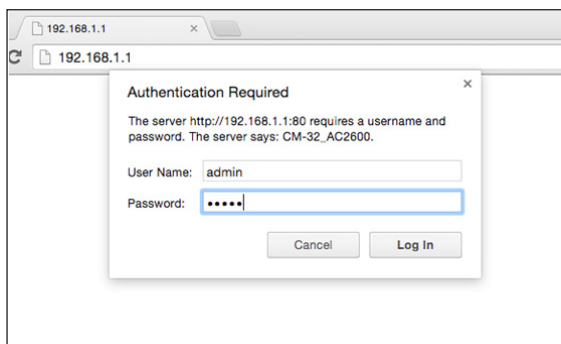 192.168.1.1
192.168.1.1
Authentication Required
The server http://192.168.1.1:80 requires a username and
password. The server says: CM-32_AC2600.
User Name: admin
Password: •••••
Cancel Log In